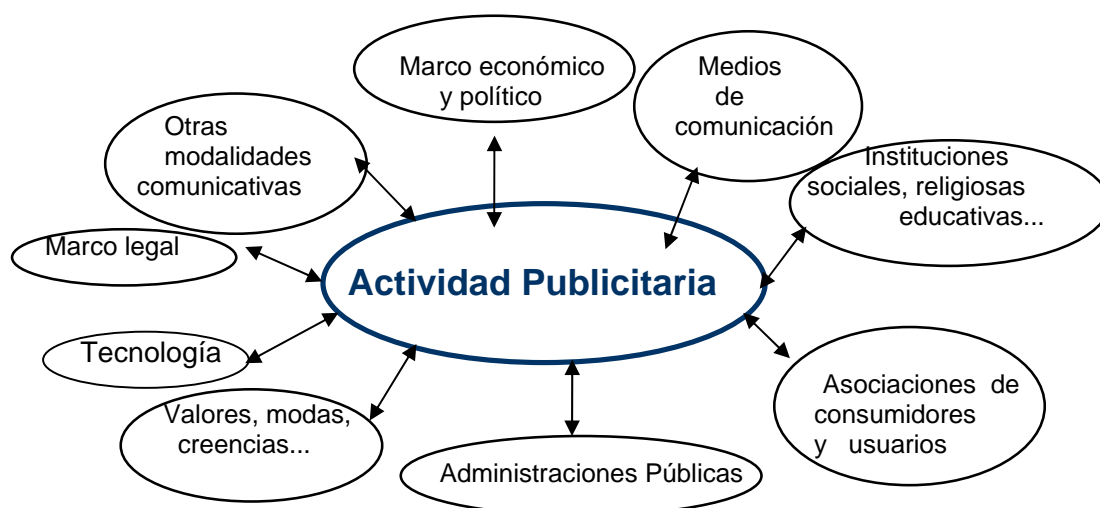 Marco económico
y político
Medios
de
comunicación
Otras
modalidades
comunicativas
Instituciones
sociales, religiosas
educativas...
Marco legal
Actividad Publicitaria
Tecnología
Valores, modas,
creencias...
Asociaciones de
consumidores
y usuarios
Administraciones Públicas